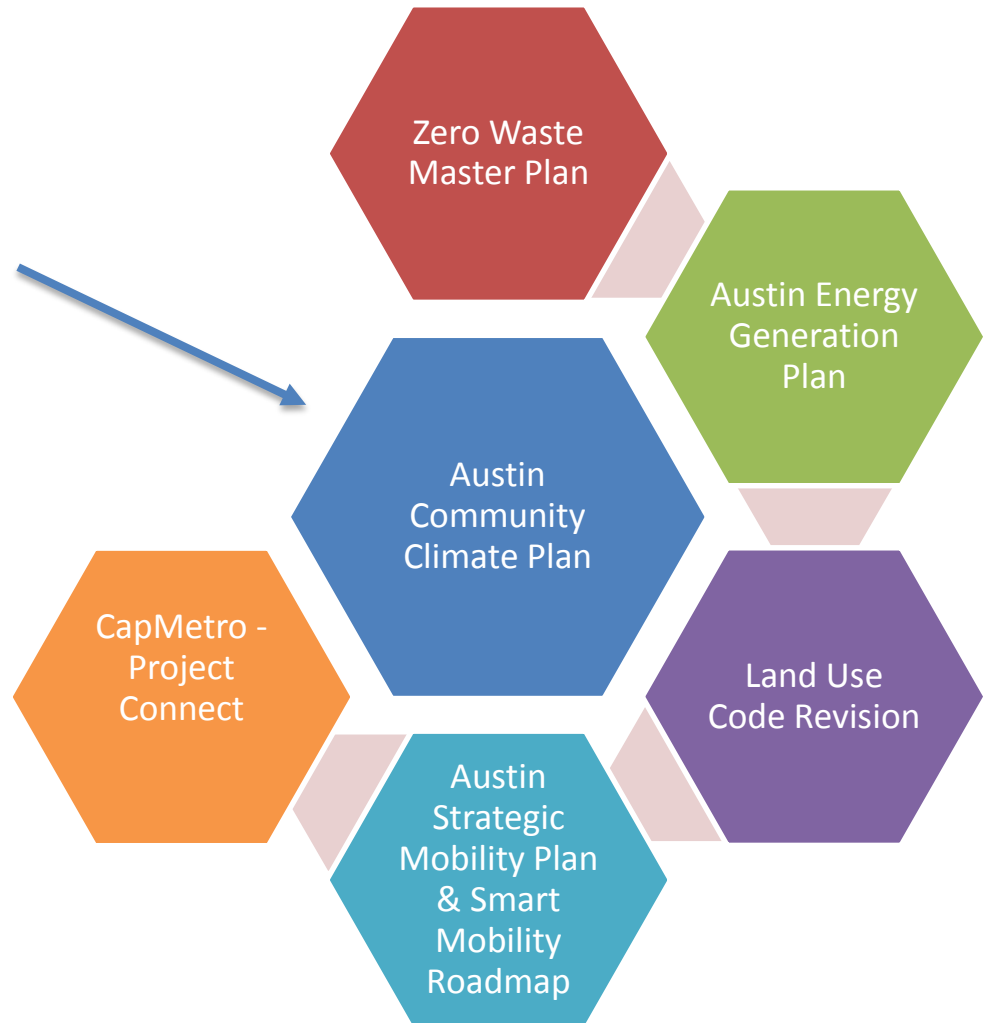 Zero Waste
Master Plan
Austin Energy
Generation
Plan
Austin
Community
Climate Plan
CapMetro -
Project
Connect
Land Use
Code Revision
Austin
Strategic
Mobility Plan
& Smart
Mobility
Roadmap